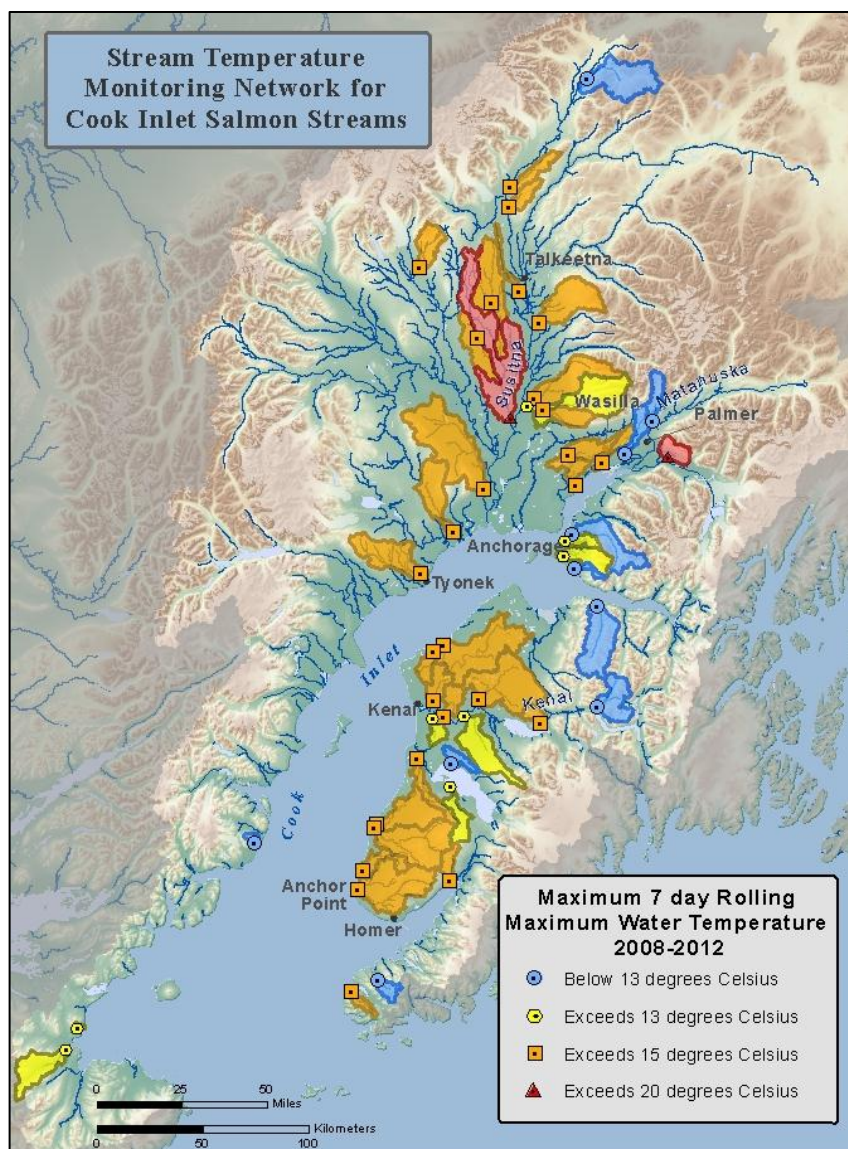 Stream Temperature
Monitoring Network for
Cook Inlet Salmon Streams
Talkeetna
Susitna
Matanuska
Wasilla
Palmer
Anchorage
Tyonek
Inlet
Kenai
Kenai
Cook
Anchor
Point
Homer
Maximum 7 day Rolling
Maximum Water Temperature
2008-2012
Below 13 degrees Celsius
Exceeds 13 degrees Celsius
Exceeds 15 degrees Celsius
Exceeds 20 degrees Celsius
0 25 50
Miles
Kilometers
0 50 100